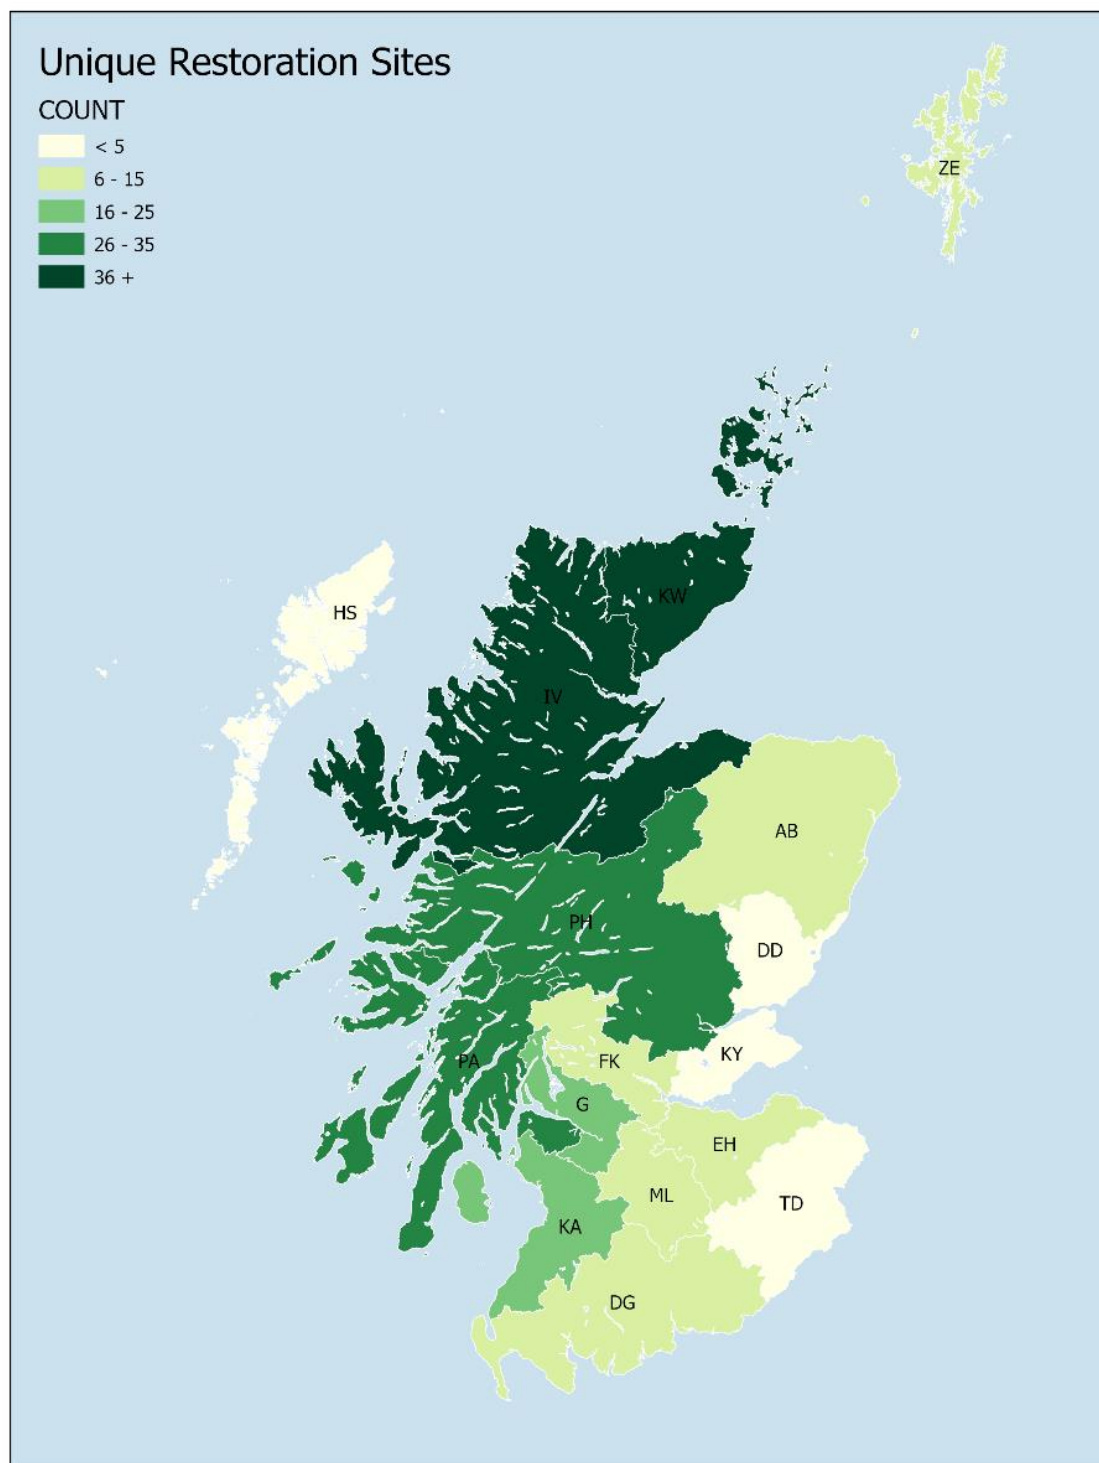 Unique Restoration Sites
COUNT
< 5
6 - 15
16 - 25
26 - 35
36 +
ZE
KW
HS
IV
AB
PH
DD
KY
PA
FK
G
EH
ML
TD
KA
DG